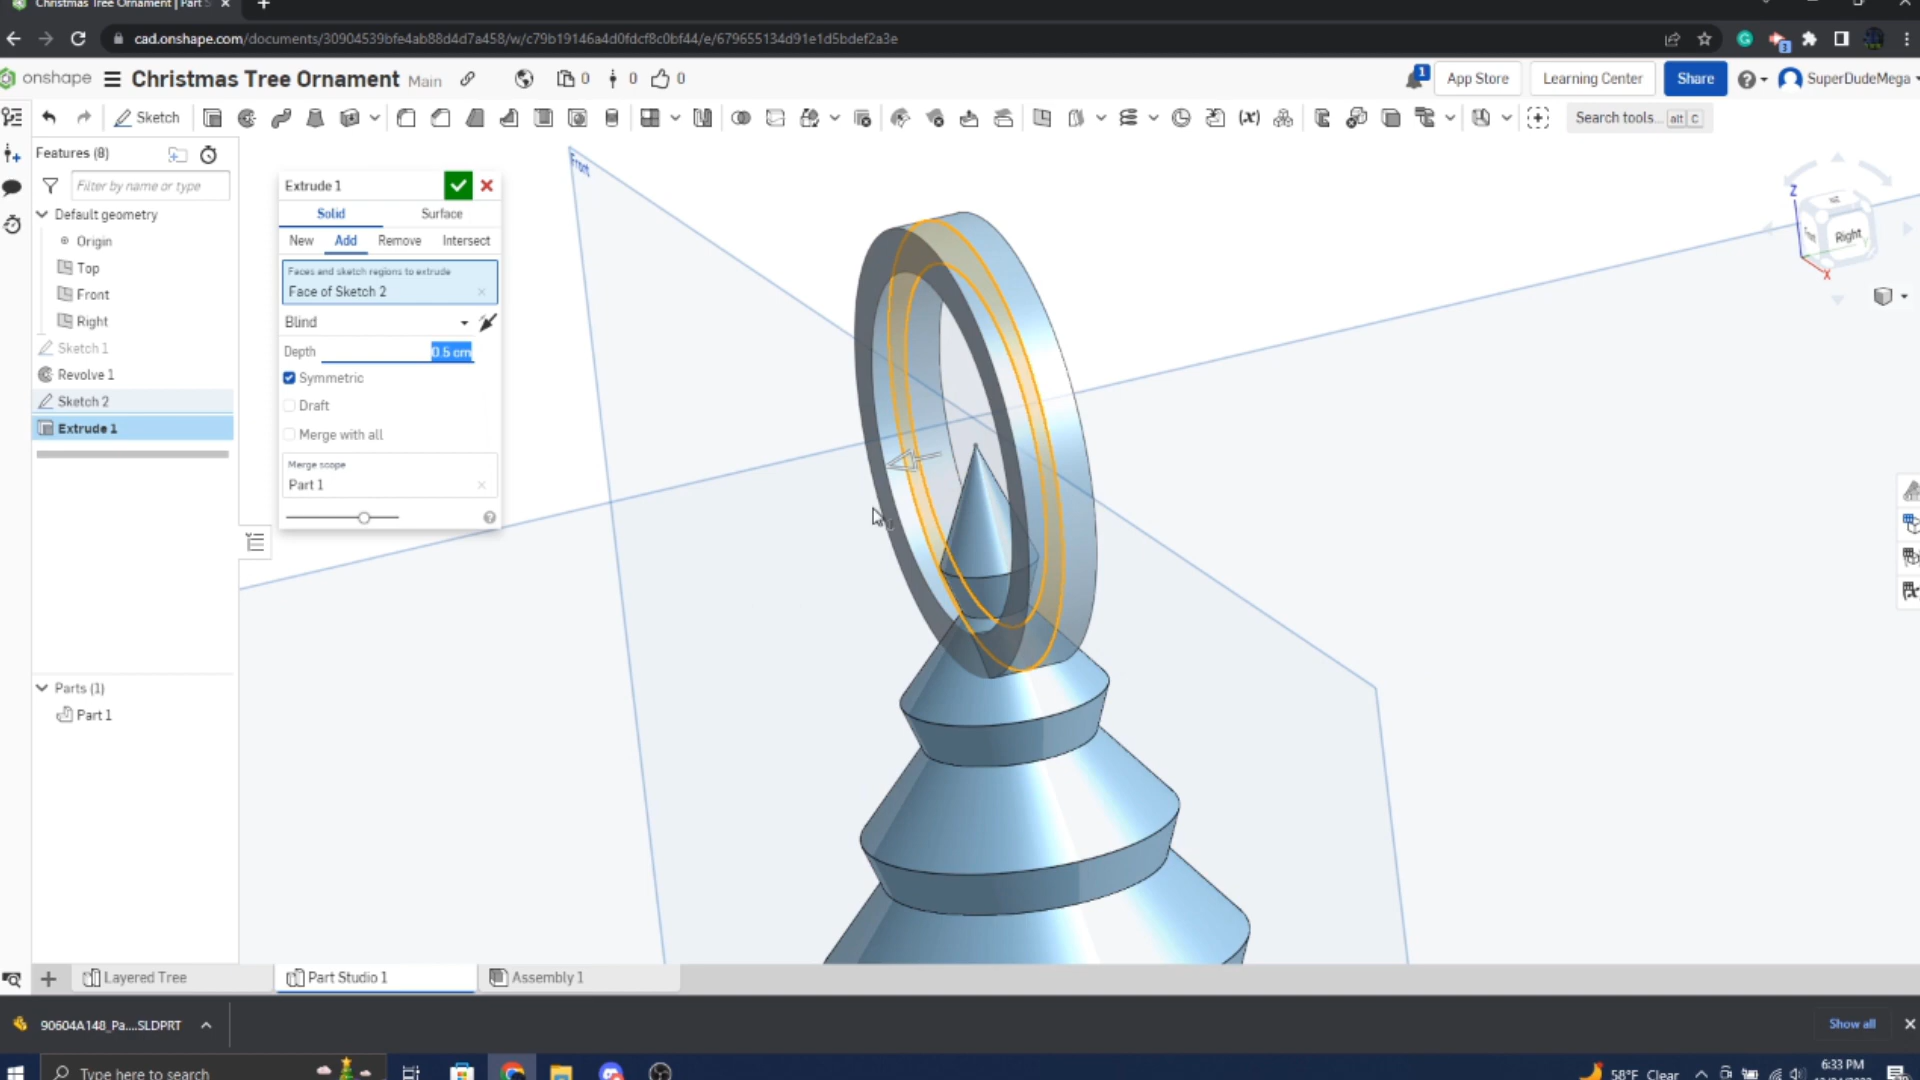 Christmas Tree Ornament | Part S
cad.onshape.com/documents/30904539bfe4ab88d4d7a458/w/c79b19146a4d0fdcf8c0bf44/e/679655134d91e1d5bdef2a3e
3
onshape Christmas Tree Ornament Main 0 0 0 1 App Store Learning Center Share SuperDudeMega
Sketch (x) Search tools... alt C
Features (8)
Filter by name or type
Default geometry
Origin
Top
Front
Right
Sketch 1
Revolve 1
Sketch 2
Extrude 1
Extrude 1
Solid Surface
New Add Remove Intersect
Faces and sketch regions to extrude
Face of Sketch 2
Blind
Depth 0.5 cm
Symmetric
Draft
Merge with all
Merge scope
Part 1
Front
Z
Right
X
Parts (1)
Part 1
Layered Tree Part Studio 1 Assembly 1
90604A148_Pa....SLDPRT Show all
Type here to search
58°F Clear
6:33 PM